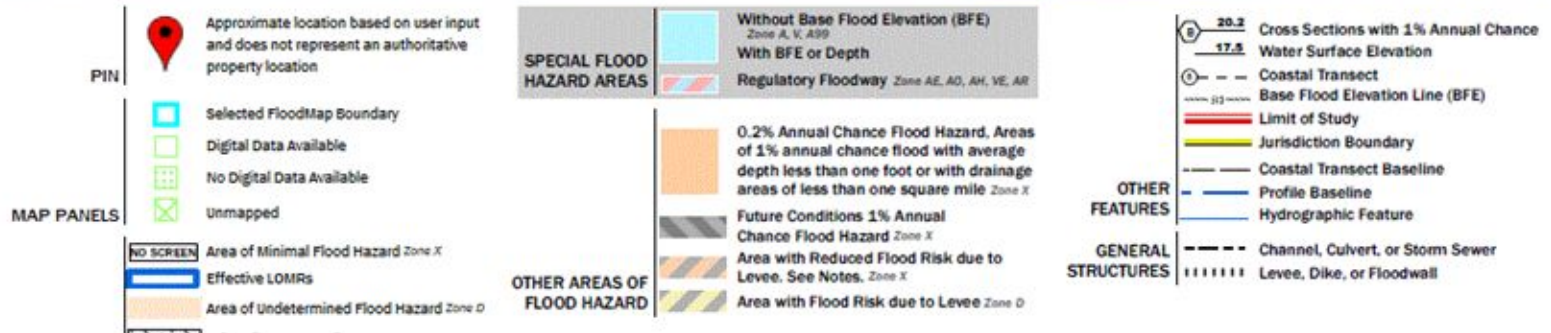 PIN
Approximate location based on user input
and does not represent an authoritative
property location
MAP PANELS
Selected FloodMap Boundary
Digital Data Available
No Digital Data Available
Unmapped
NO SCREEN Area of Minimal Flood Hazard Zone X
Effective LOMRs
Area of Undetermined Flood Hazard Zone D
SPECIAL FLOOD
HAZARD AREAS
Without Base Flood Elevation (BFE)
Zone A, V, A99
With BFE or Depth
Regulatory Floodway Zone AE, AO, AH, VE, AR
OTHER AREAS OF
FLOOD HAZARD
0.2% Annual Chance Flood Hazard, Areas
of 1% annual chance flood with average
depth less than one foot or with drainage
areas of less than one square mile Zone X
Future Conditions 1% Annual
Chance Flood Hazard Zone X
Area with Reduced Flood Risk due to
Levee. See Notes. Zone X
Area with Flood Risk due to Levee Zone D
OTHER
FEATURES
B 20.2 Cross Sections with 1% Annual Chance
17.5 Water Surface Elevation
Coastal Transect
Base Flood Elevation Line (BFE)
Limit of Study
Jurisdiction Boundary
Coastal Transect Baseline
Profile Baseline
Hydrographic Feature
GENERAL
STRUCTURES
Channel, Culvert, or Storm Sewer
Levee, Dike, or Floodwall